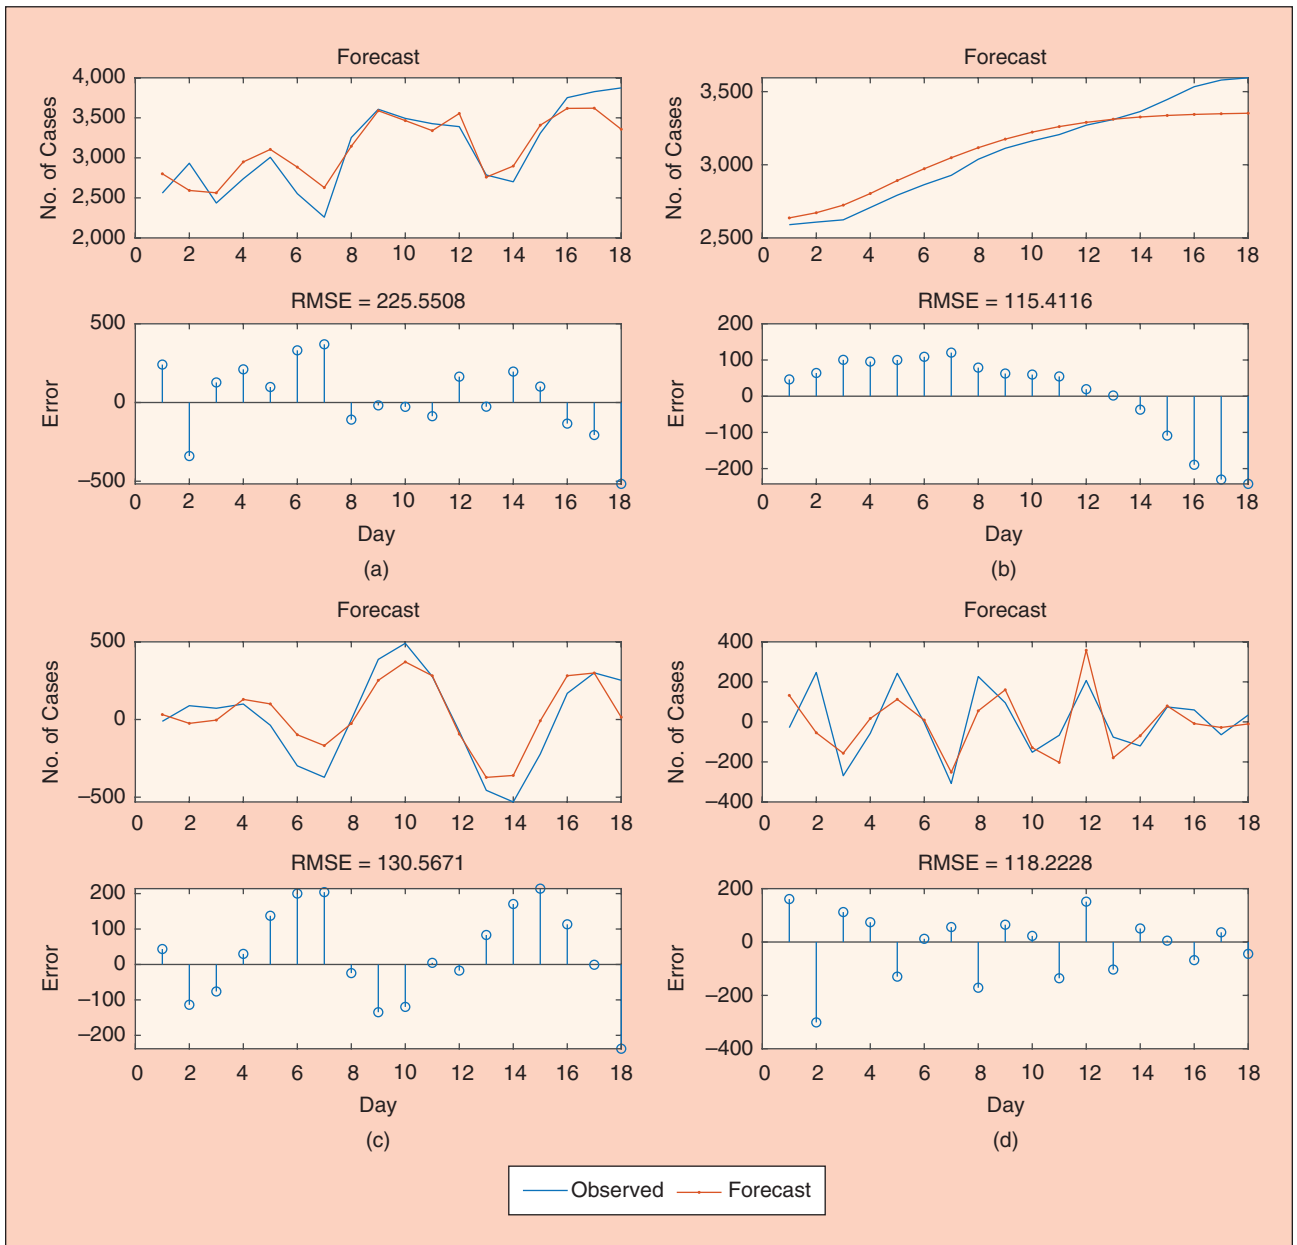 Forecast
4,000
3,500
3,000
2,500
2,000
No. of Cases
0 2 4 6 8 10 12 14 16 18
RMSE = 225.5508
500
0
–500
Error
0 2 4 6 8 10 12 14 16 18
Day
(a)
Forecast
3,500
3,000
2,500
No. of Cases
0 2 4 6 8 10 12 14 16 18
RMSE = 115.4116
200
100
0
–100
–200
Error
0 2 4 6 8 10 12 14 16 18
Day
(b)
Forecast
500
0
–500
No. of Cases
0 2 4 6 8 10 12 14 16 18
RMSE = 130.5671
200
100
0
–100
–200
Error
0 2 4 6 8 10 12 14 16 18
Day
(c)
Forecast
400
200
0
–200
–400
No. of Cases
0 2 4 6 8 10 12 14 16 18
RMSE = 118.2228
200
0
–200
–400
Error
0 2 4 6 8 10 12 14 16 18
Day
(d)
Observed Forecast